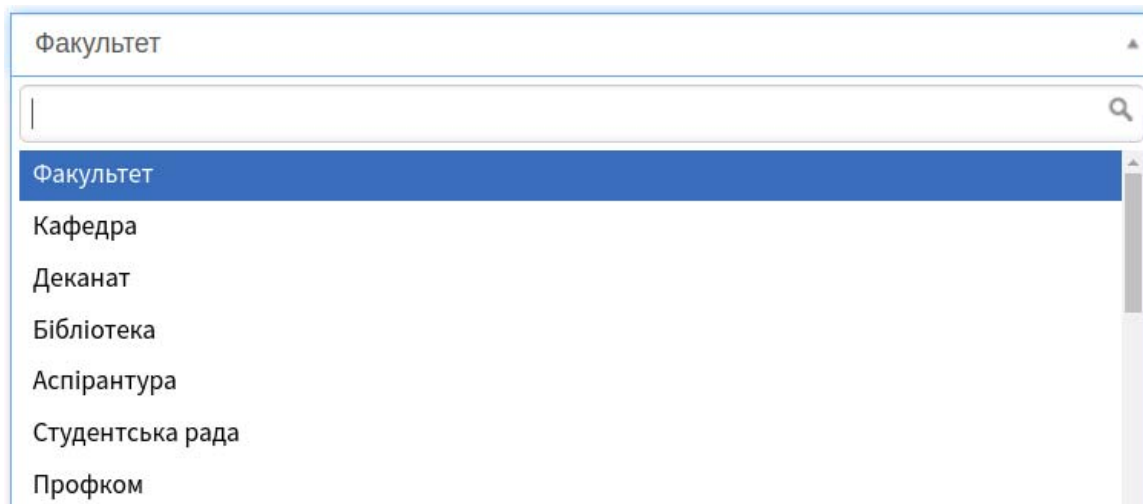 Факультет
Факультет
Кафедра
Деканат
Бібліотека
Аспірантура
Студентська рада
Профком